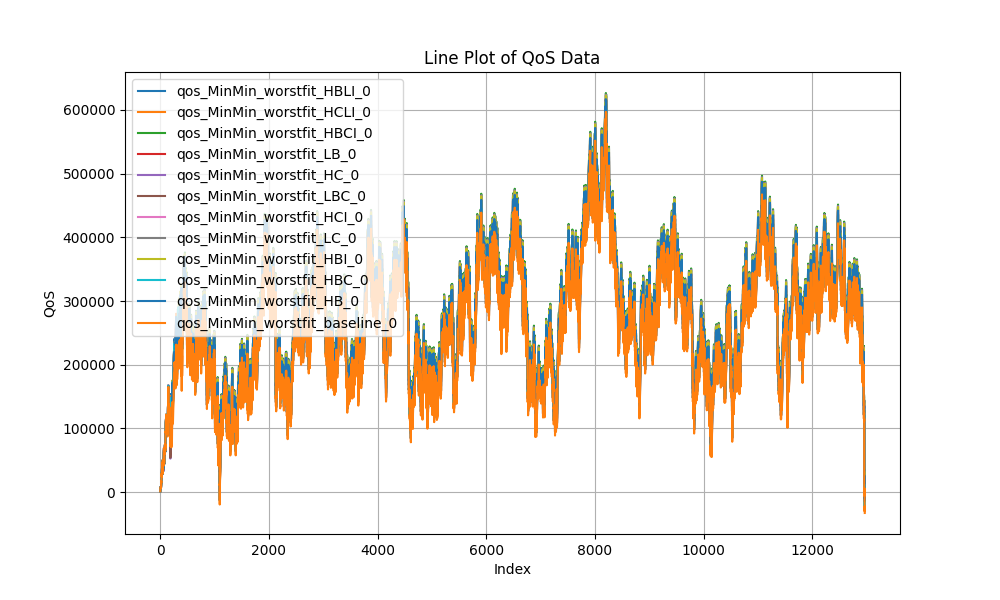 Line Plot of QoS Data
qos_MinMin_worstfit_HBLI_0
qos_MinMin_worstfit_HCLI_0
qos_MinMin_worstfit_HBCI_0
qos_MinMin_worstfit_LB_0
qos_MinMin_worstfit_HC_0
qos_MinMin_worstfit_LBC_0
qos_MinMin_worstfit_HCI_0
qos_MinMin_worstfit_LC_0
qos_MinMin_worstfit_HBI_0
qos_MinMin_worstfit_HBC_0
qos_MinMin_worstfit_HB_0
qos_MinMin_worstfit_baseline_0
600000
500000
400000
300000
200000
100000
0
QoS
0 2000 4000 6000 8000 10000 12000
Index